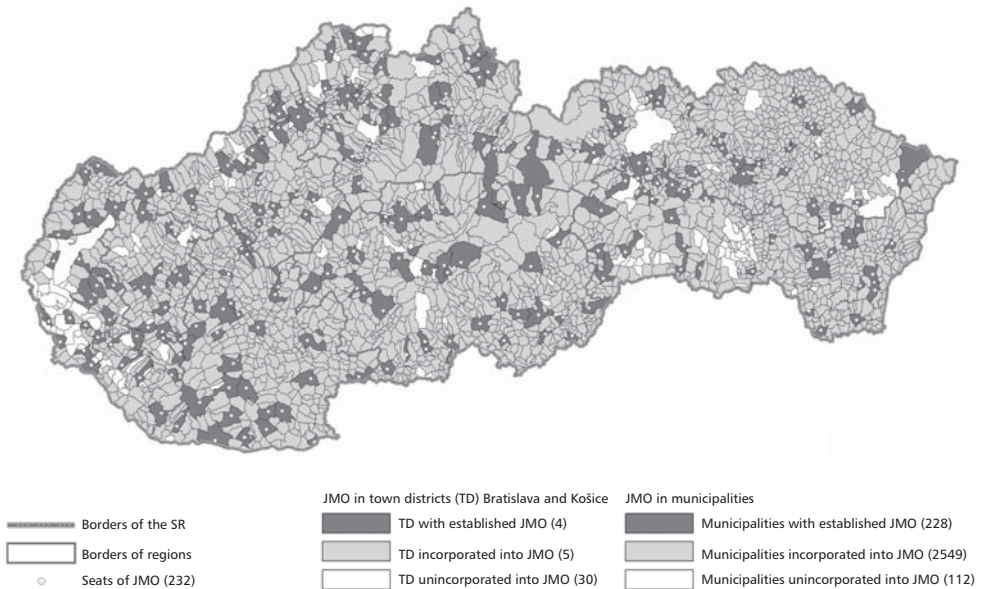 Borders of the SR
Borders of regions
Seats of JMO (232)
JMO in town districts (TD) Bratislava and Košice
TD with established JMO (4)
TD incorporated into JMO (5)
TD unincorporated into JMO (30)
JMO in municipalities
Municipalities with established JMO (228)
Municipalities incorporated into JMO (2549)
Municipalities unincorporated into JMO (112)